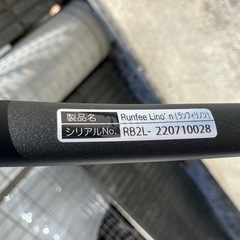 製品名 Runfee Lino' n (ランフィリノン)
シリアルNo. RB2L- 220710028